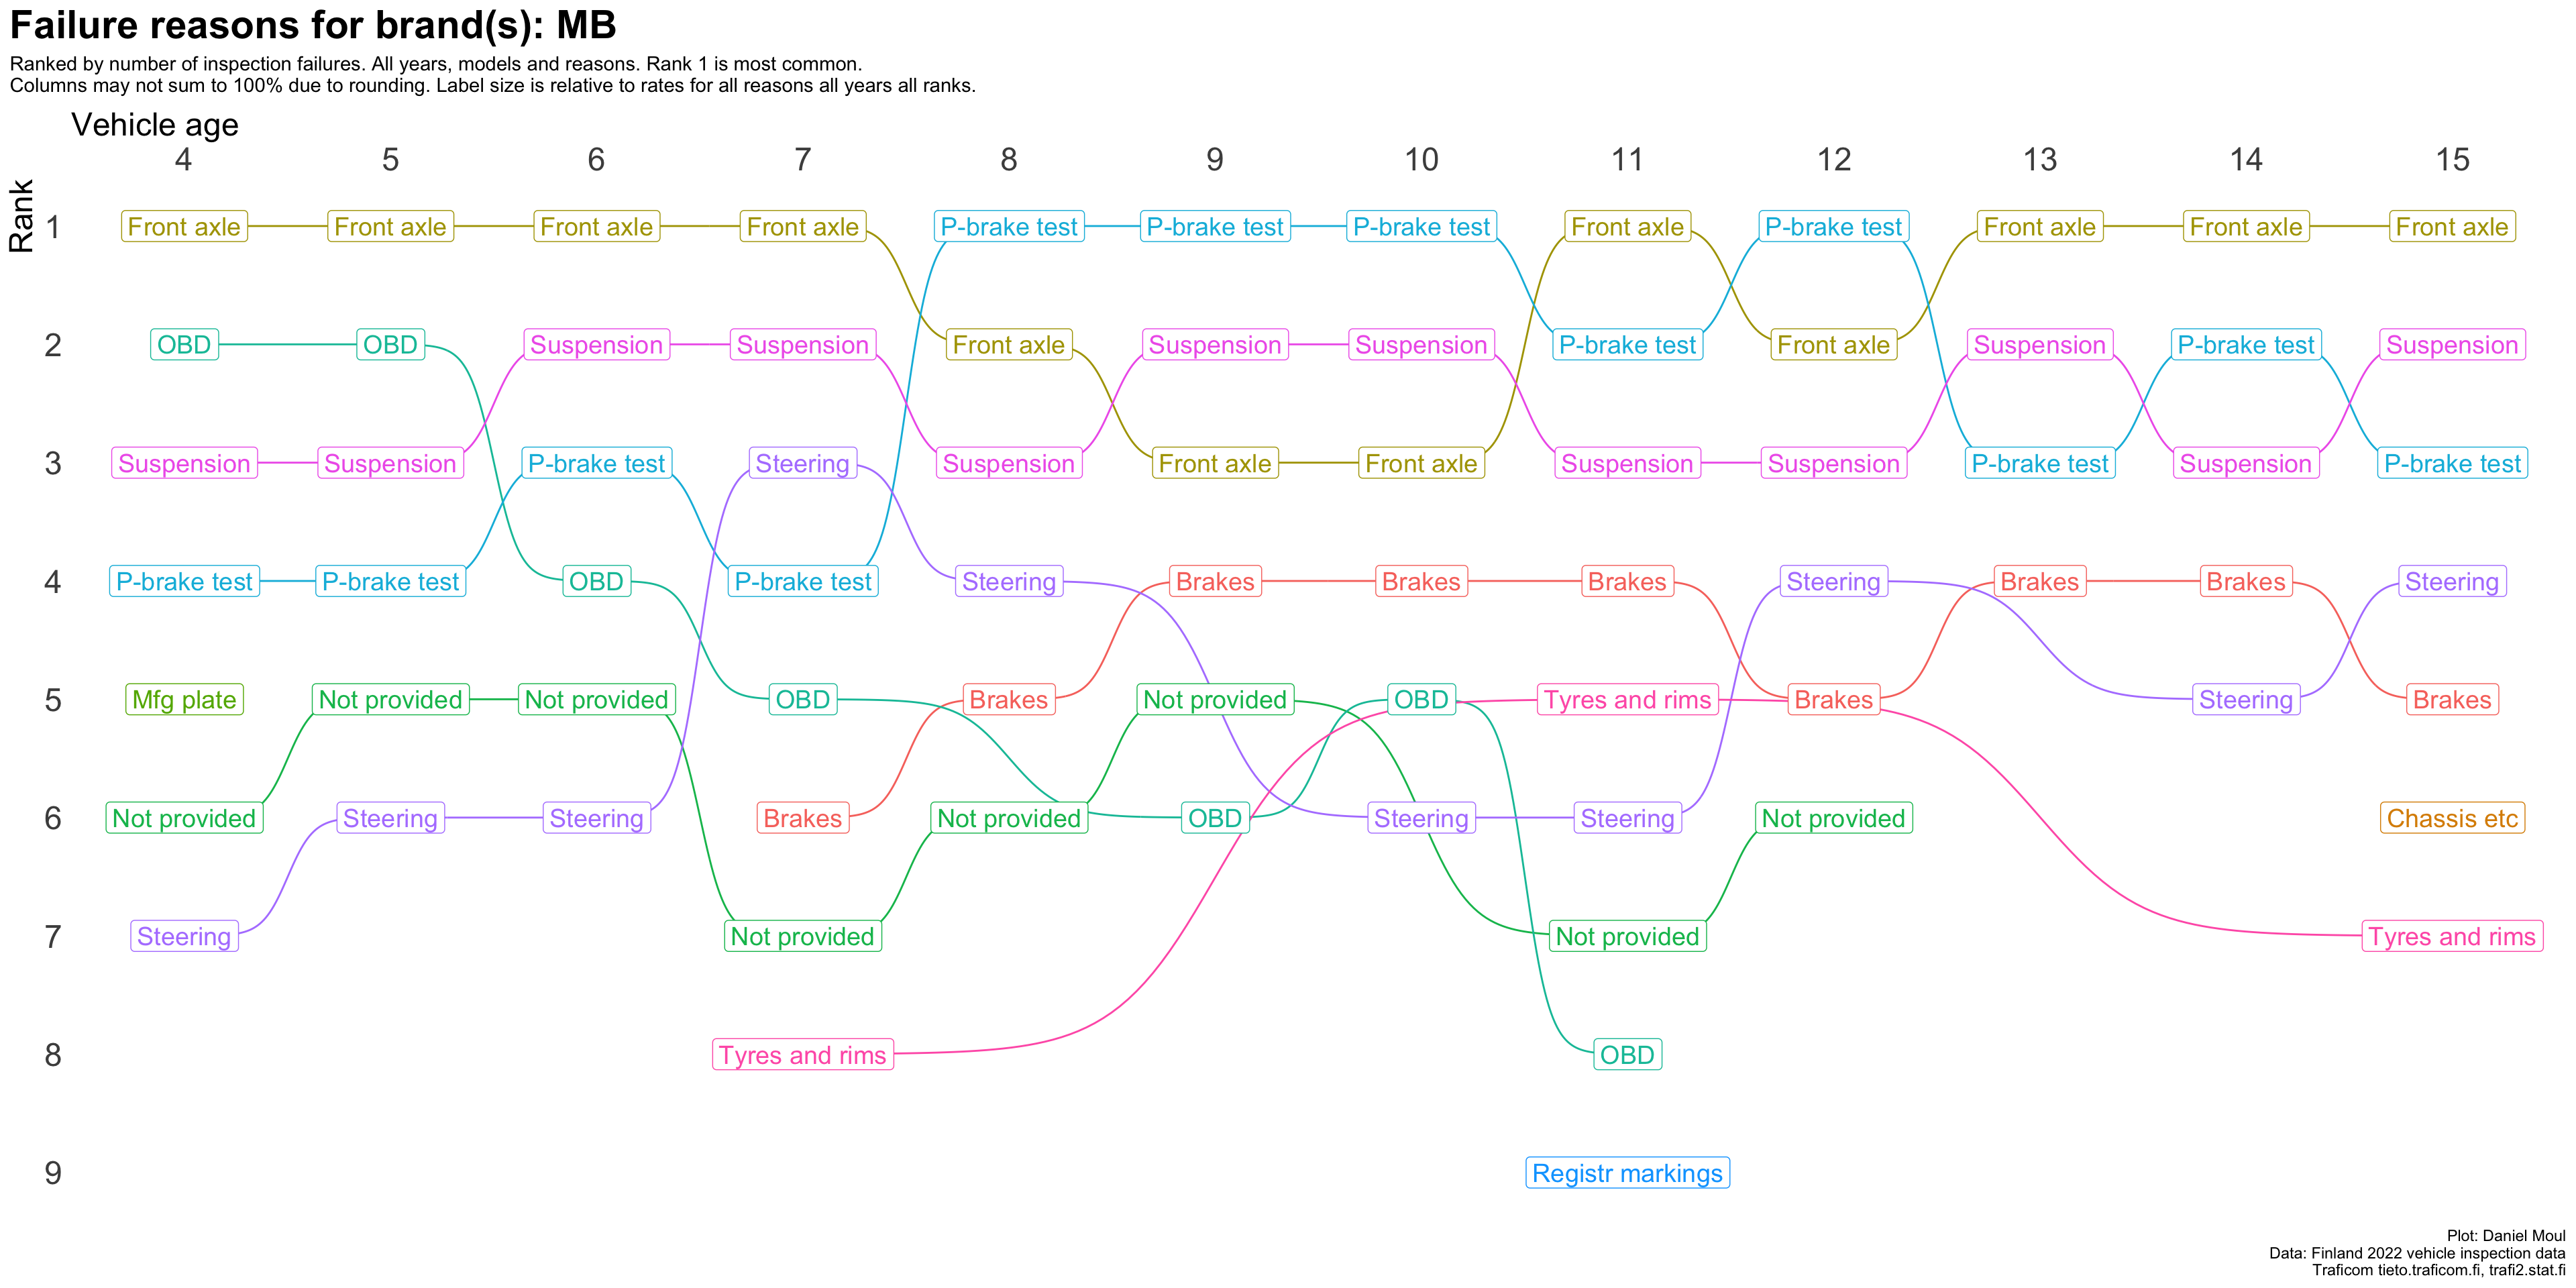 Failure reasons for brand(s): MB
Ranked by number of inspection failures. All years, models and reasons. Rank 1 is most common.
Columns may not sum to 100% due to rounding. Label size is relative to rates for all reasons all years all ranks.
Vehicle age
4 5 6 7 8 9 10 11 12 13 14 15
Rank
1 Front axle Front axle Front axle Front axle P-brake test P-brake test P-brake test Front axle P-brake test Front axle Front axle Front axle
2 OBD OBD Suspension Suspension Front axle Suspension Suspension P-brake test Front axle Suspension P-brake test Suspension
3 Suspension Suspension P-brake test Steering Suspension Front axle Front axle Suspension Suspension P-brake test Suspension P-brake test
4 P-brake test P-brake test OBD P-brake test Steering Brakes Brakes Brakes Steering Brakes Brakes Steering
5 Mfg plate Not provided Not provided OBD Brakes Not provided OBD Tyres and rims Brakes Steering Brakes
6 Not provided Steering Steering Brakes Not provided OBD Steering Steering Not provided Chassis etc
7 Steering Not provided Not provided Tyres and rims
8 Tyres and rims OBD
9 Registr markings
Plot: Daniel Moul
Data: Finland 2022 vehicle inspection data
Traficom tieto.traficom.fi, trafi2.stat.fi